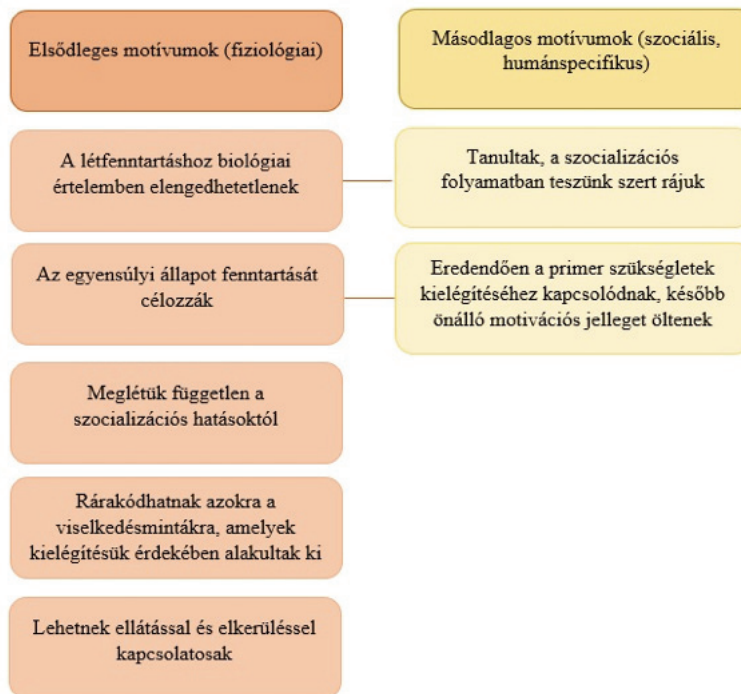 Elsődleges motívumok (fiziológiai)
Másodlagos motívumok (szociális,
humánspecifikus)
A létfenntartáshoz biológiai
értelemben elengedhetetlenek
Tanultak, a szocializációs
folyamatban teszünk szert rájuk
Az egyensúlyi állapot fenntartását
célozzák
Eredendően a primer szükségletek
kielégítéséhez kapcsolódnak, később
önálló motivációs jelleget öltenek
Meglétük független a
szocializációs hatásoktól
Rárakódhatnak azokra a
viselkedésmintákra, amelyek
kielégítésük érdekében alakultak ki
Lehetnek ellátással és elkerüléssel
kapcsolatosak